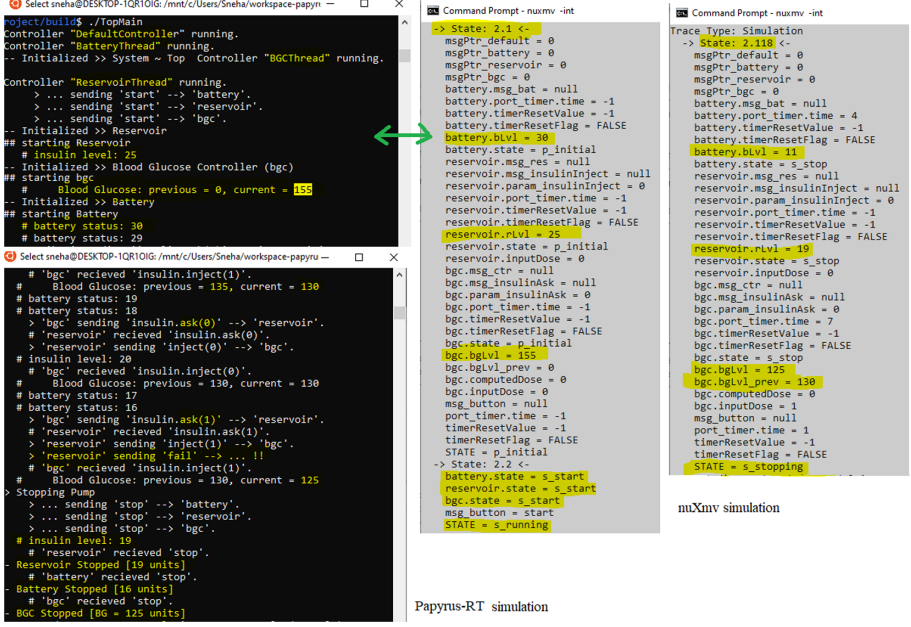 Select sneha@DESKTOP-1QR1OIG: /mnt/c/Users/Sneha/workspace-papyru
roject/build$ ./TopMain
Controller "DefaultController" running.
Controller "BatteryThread" running.
-- Initialized >> System ~ Top  Controller "BGCThread" running.
Controller "ReservoirThread" running.
> ... sending 'start' --> 'battery'.
> ... sending 'start' --> 'reservoir'.
> ... sending 'start' --> 'bgc'.
-- Initialized >> Reservoir
## starting Reservoir
# insulin level: 25
-- Initialized >> Blood Glucose Controller (bgc)
## starting bgc
#     Blood Glucose: previous = 0, current = 155
-- Initialized >> Battery
## starting Battery
# battery status: 30
# battery status: 29
Select sneha@DESKTOP-1QR1OIG: /mnt/c/Users/Sneha/workspace-papyru
# 'bgc' recieved 'insulin.inject(1)'.
#     Blood Glucose: previous = 135, current = 130
# battery status: 19
# battery status: 18
> 'bgc' sending 'insulin.ask(0)' --> 'reservoir'.
# 'reservoir' recieved 'insulin.ask(0)'.
> 'reservoir' sending 'inject(0)' --> 'bgc'.
# insulin level: 20
# 'bgc' recieved 'insulin.inject(0)'.
#     Blood Glucose: previous = 130, current = 130
# battery status: 17
# battery status: 16
> 'bgc' sending 'insulin.ask(1)' --> 'reservoir'.
# 'reservoir' recieved 'insulin.ask(1)'.
> 'reservoir' sending 'inject(1)' --> 'bgc'.
> 'reservoir' sending 'fail' --> ... !!
# 'bgc' recieved 'insulin.inject(1)'.
#     Blood Glucose: previous = 130, current = 125
> Stopping Pump
> ... sending 'stop' --> 'battery'.
> ... sending 'stop' --> 'reservoir'.
> ... sending 'stop' --> 'bgc'.
# insulin level: 19
# 'reservoir' recieved 'stop'.
- Reservoir Stopped [19 units]
# 'battery' recieved 'stop'.
- Battery Stopped [16 units]
# 'bgc' recieved 'stop'.
- BGC Stopped [BG = 125 units]
Command Prompt - nuxmv -int
-> State: 2.1 <-
msgPtr_default = 0
msgPtr_battery = 0
msgPtr_reservoir = 0
msgPtr_bgc = 0
battery.msg_bat = null
battery.port_timer.time = -1
battery.timerResetValue = -1
battery.timerResetFlag = FALSE
battery.bLvl = 30
battery.state = p_initial
reservoir.msg_res = null
reservoir.msg_insulinInject = null
reservoir.param_insulinInject = 0
reservoir.port_timer.time = -1
reservoir.timerResetValue = -1
reservoir.timerResetFlag = FALSE
reservoir.rLvl = 25
reservoir.state = p_initial
reservoir.inputDose = 0
bgc.msg_ctr = null
bgc.msg_insulinAsk = null
bgc.param_insulinAsk = 0
bgc.port_timer.time = -1
bgc.timerResetValue = -1
bgc.timerResetFlag = FALSE
bgc.state = p_initial
bgc.bgLvl = 155
bgc.bgLvl_prev = 0
bgc.computedDose = 0
bgc.inputDose = 0
msg_button = null
port_timer.time = -1
timerResetValue = -1
timerResetFlag = FALSE
STATE = p_initial
-> State: 2.2 <-
battery.state = s_start
reservoir.state = s_start
bgc.state = s_start
msg_button = start
STATE = s_running
Command Prompt - nuxmv -int
Trace Type: Simulation
-> State: 2.118 <-
msgPtr_default = 0
msgPtr_battery = 0
msgPtr_reservoir = 0
msgPtr_bgc = 0
battery.msg_bat = null
battery.port_timer.time = 4
battery.timerResetValue = -1
battery.timerResetFlag = FALSE
battery.bLvl = 11
battery.state = s_stop
reservoir.msg_res = null
reservoir.msg_insulinInject = null
reservoir.param_insulinInject = 0
reservoir.port_timer.time = -1
reservoir.timerResetValue = -1
reservoir.timerResetFlag = FALSE
reservoir.rLvl = 19
reservoir.state = s_stop
reservoir.inputDose = 0
bgc.msg_ctr = null
bgc.msg_insulinAsk = null
bgc.param_insulinAsk = 0
bgc.port_timer.time = 7
bgc.timerResetValue = -1
bgc.timerResetFlag = FALSE
bgc.state = s_stop
bgc.bgLvl = 125
bgc.bgLvl_prev = 130
bgc.computedDose = 0
bgc.inputDose = 1
msg_button = null
port_timer.time = 1
timerResetValue = -1
timerResetFlag = FALSE
STATE = s_stopping
nuXmv simulation
Papyrus-RT simulation